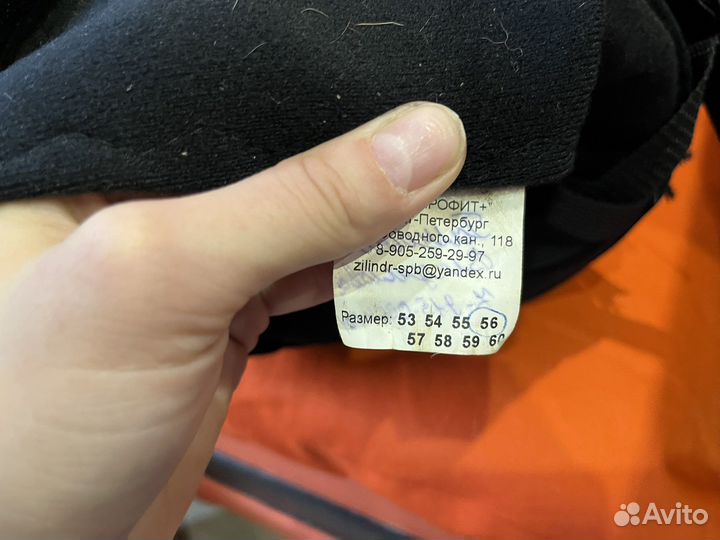 РОФИТ+"
г-Петербург
оводного кан., 118
8-905-259-29-97
zilindr-spb@yandex.ru
Размер: 53 54 55 56
57 58 59 60
Avito